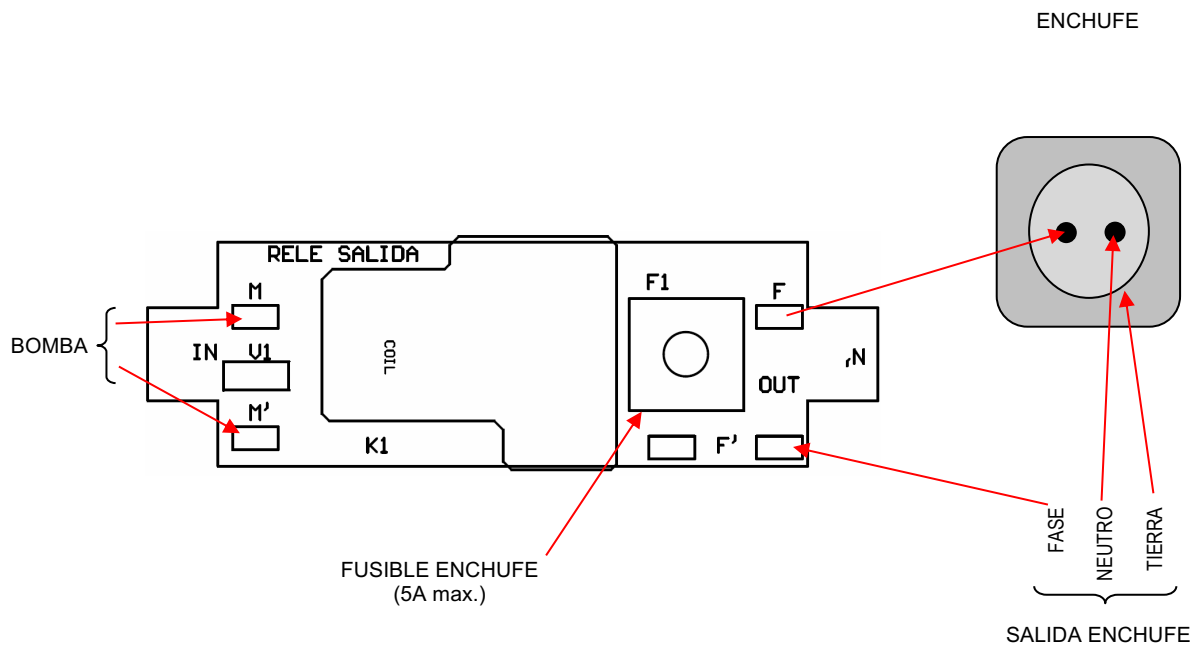 ENCHUFE
RELE SALIDA
M
F1
F
BOMBA
IN V1
COIL
,N
OUT
M'
K1
F'
FUSIBLE ENCHUFE
(5A max.)
FASE
NEUTRO
TIERRA
SALIDA ENCHUFE